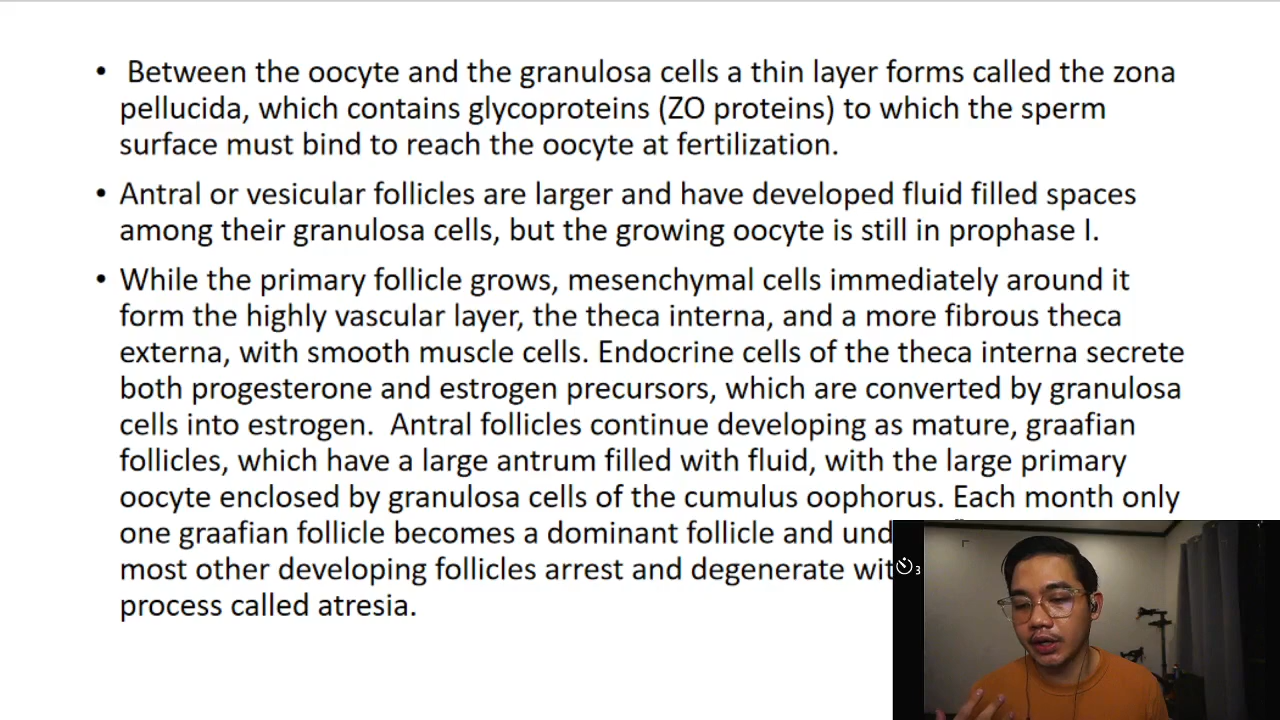 • Between the oocyte and the granulosa cells a thin layer forms called the zona
pellucida, which contains glycoproteins (ZO proteins) to which the sperm
surface must bind to reach the oocyte at fertilization.
• Antral or vesicular follicles are larger and have developed fluid filled spaces
among their granulosa cells, but the growing oocyte is still in prophase I.
• While the primary follicle grows, mesenchymal cells immediately around it
form the highly vascular layer, the theca interna, and a more fibrous theca
externa, with smooth muscle cells. Endocrine cells of the theca interna secrete
both progesterone and estrogen precursors, which are converted by granulosa
cells into estrogen.  Antral follicles continue developing as mature, graafian
follicles, which have a large antrum filled with fluid, with the large primary
oocyte enclosed by granulosa cells of the cumulus oophorus. Each month only
one graafian follicle becomes a dominant follicle and und
most other developing follicles arrest and degenerate wit
process called atresia.
3